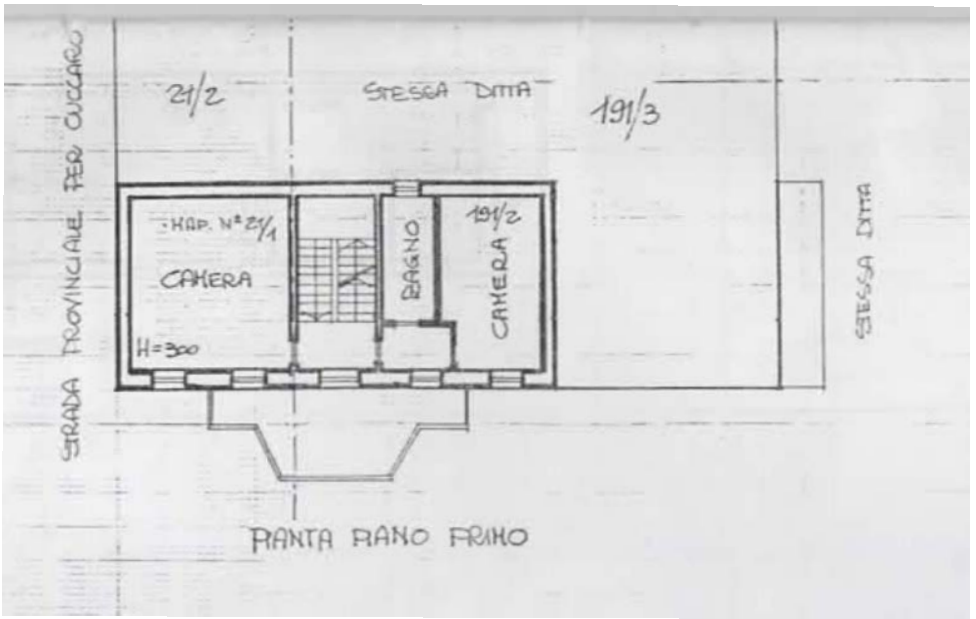 21/2
STESSA DITTA
191/3
STRADA PROVINCIALE PER CUCCARO
MAP. Nº 21/1
CAMERA
H=300
BAGNO
191/2
CAMERA
STESSA DITTA
PIANTA PIANO PRIMO